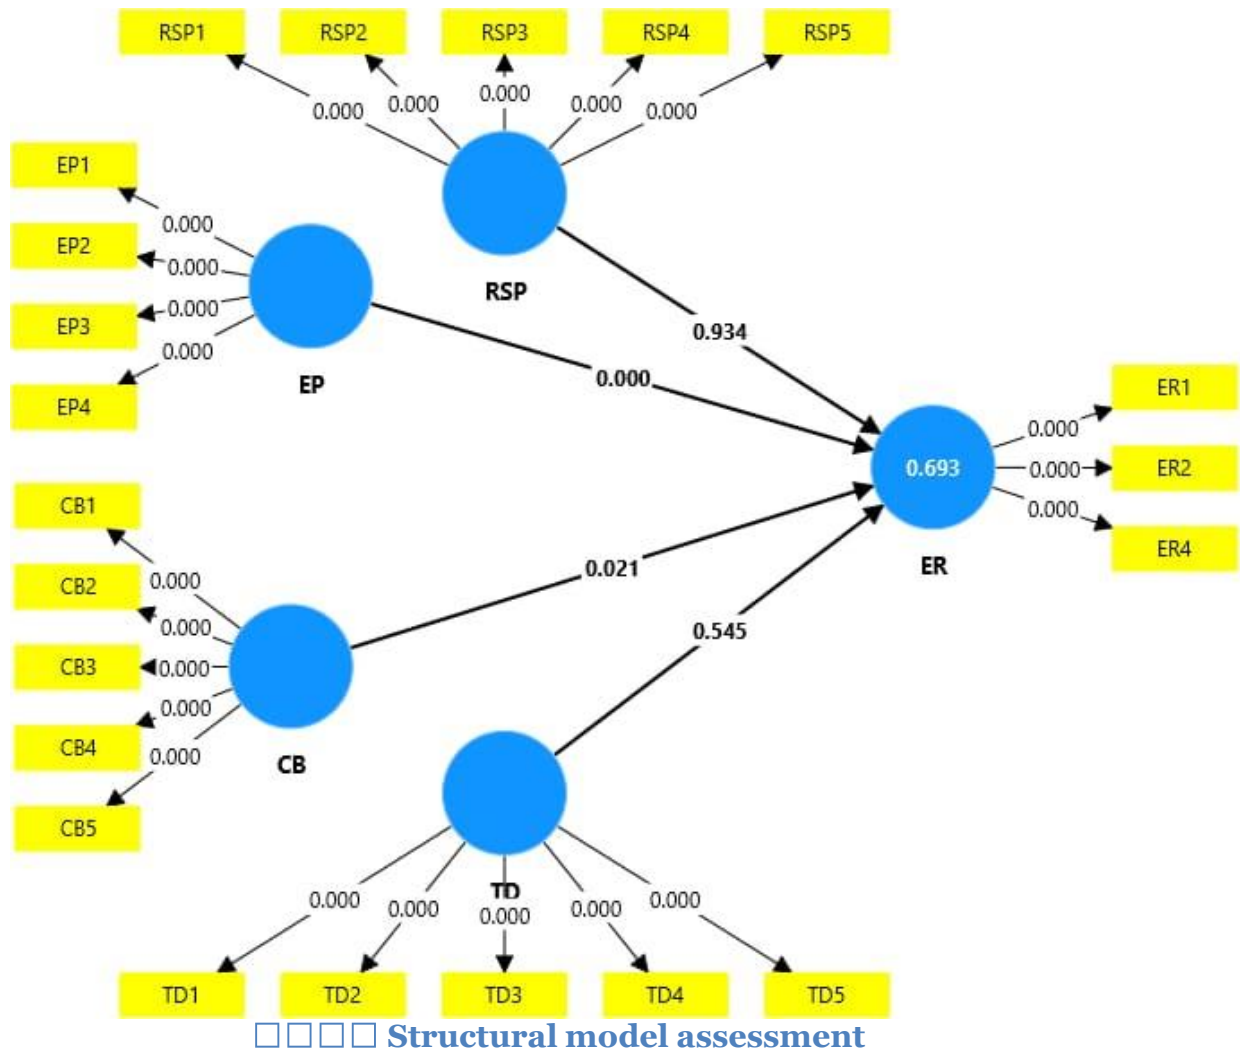 RSP1 RSP2 RSP3 RSP4 RSP5
0.000 0.000 0.000 0.000 0.000
RSP
EP1
EP2
EP3
EP4
0.000
0.000
0.000
0.000
EP
CB1
CB2
CB3
CB4
CB5
0.000
0.000
0.000
0.000
0.000
CB
0.934
0.000
0.021
0.545
0.693
ER
0.000
0.000
0.000
ER1
ER2
ER4
TD
0.000 0.000 0.000 0.000 0.000
TD1 TD2 TD3 TD4 TD5
□□□□ Structural model assessment